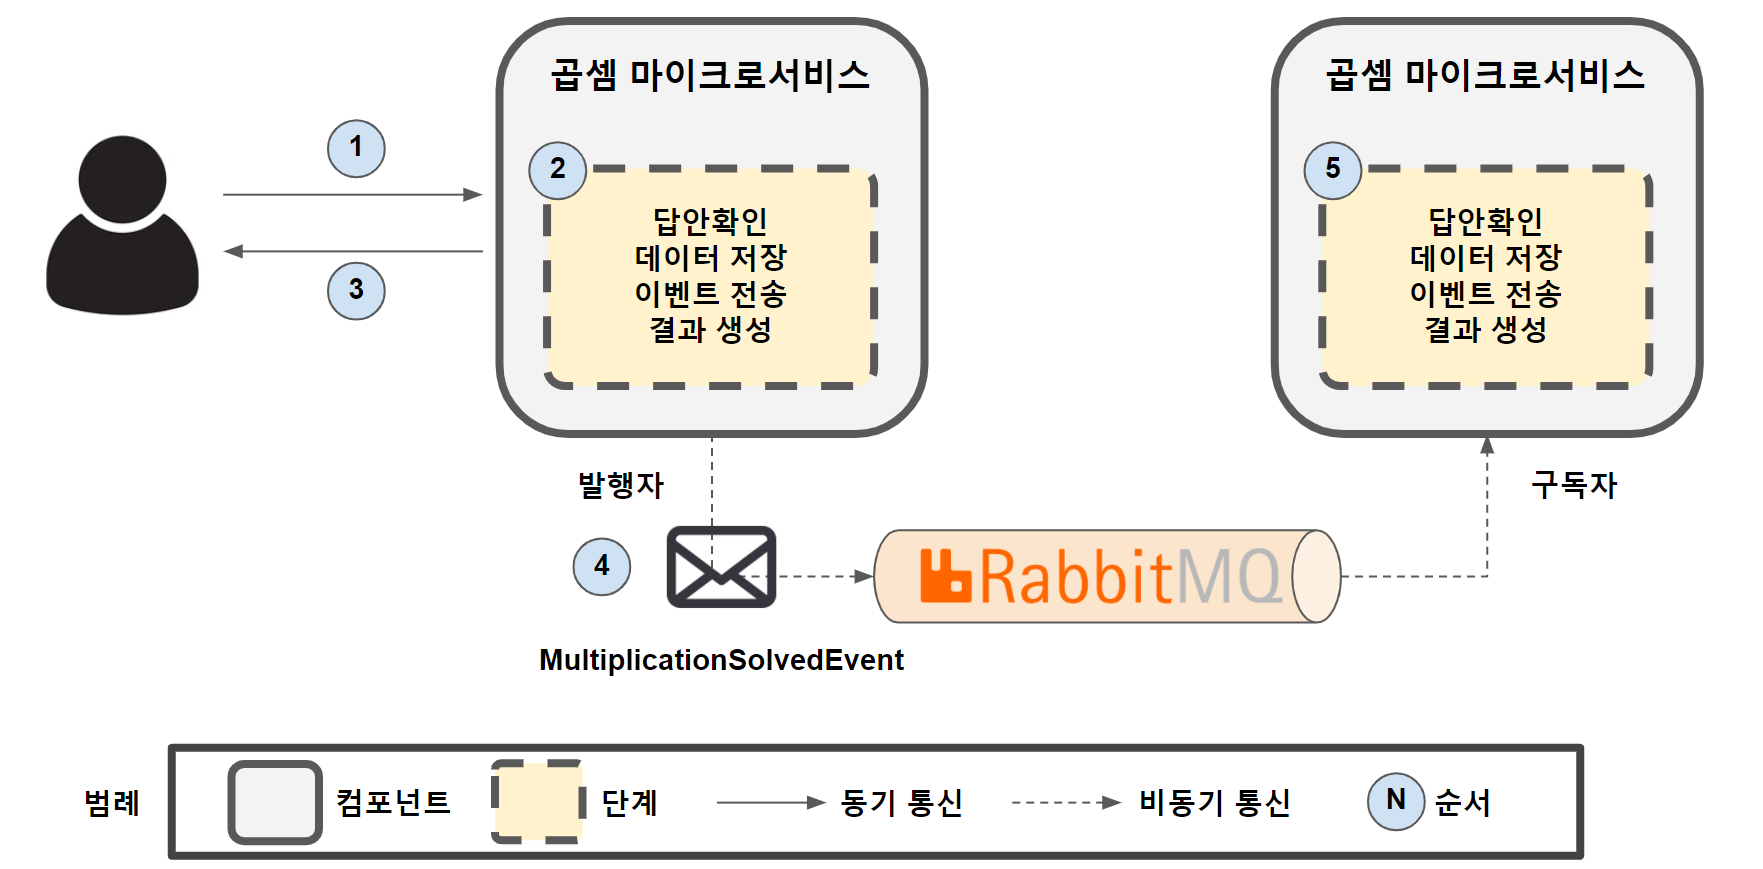 곱셈 마이크로서비스
곱셈 마이크로서비스
1
2
답안확인
데이터 저장
이벤트 전송
결과 생성
5
답안확인
데이터 저장
이벤트 전송
결과 생성
3
발행자
구독자
4
RabbitMQ
MultiplicationSolvedEvent
범례
컴포넌트
단계
동기 통신
비동기 통신
N
순서